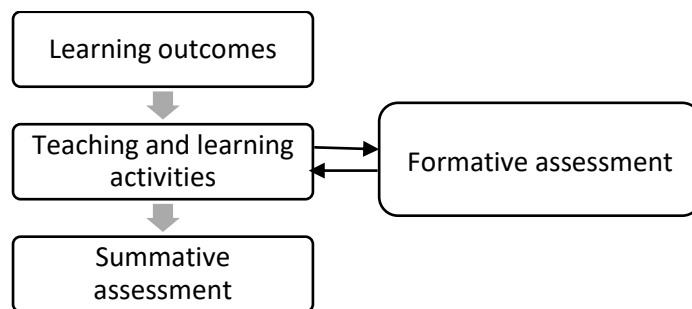 Learning outcomes
Teaching and learning
activities
Formative assessment
Summative
assessment